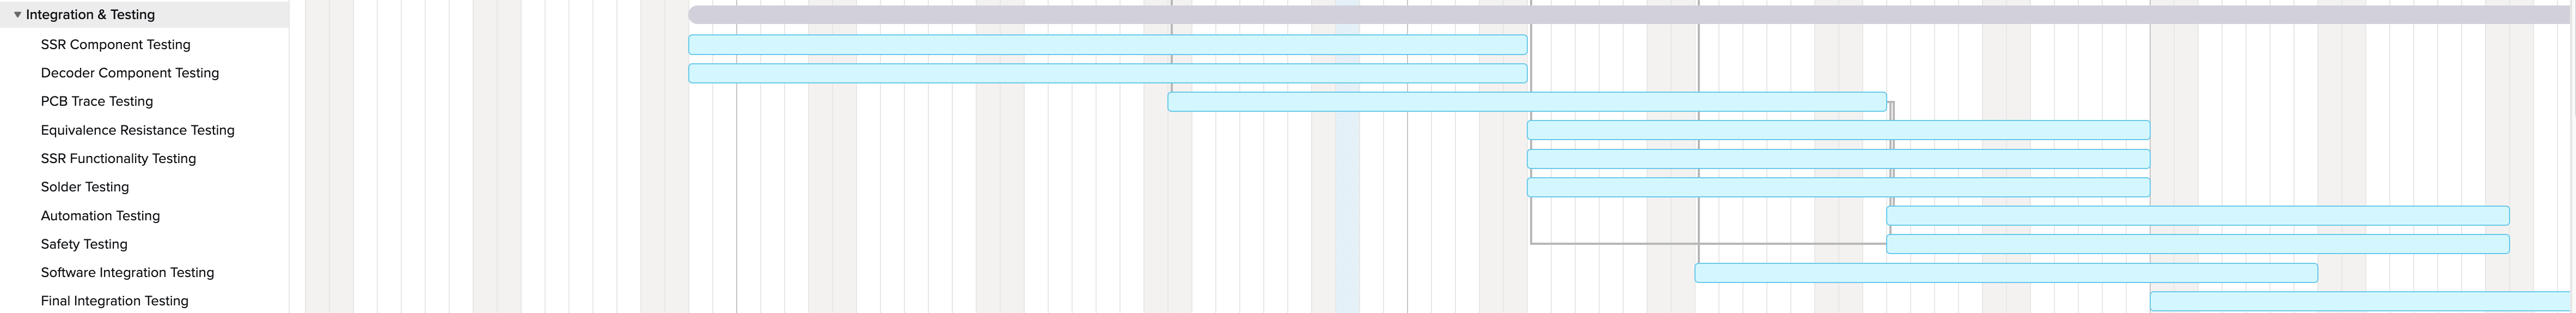 Integration & Testing
SSR Component Testing
Decoder Component Testing
PCB Trace Testing
Equivalence Resistance Testing
SSR Functionality Testing
Solder Testing
Automation Testing
Safety Testing
Software Integration Testing
Final Integration Testing